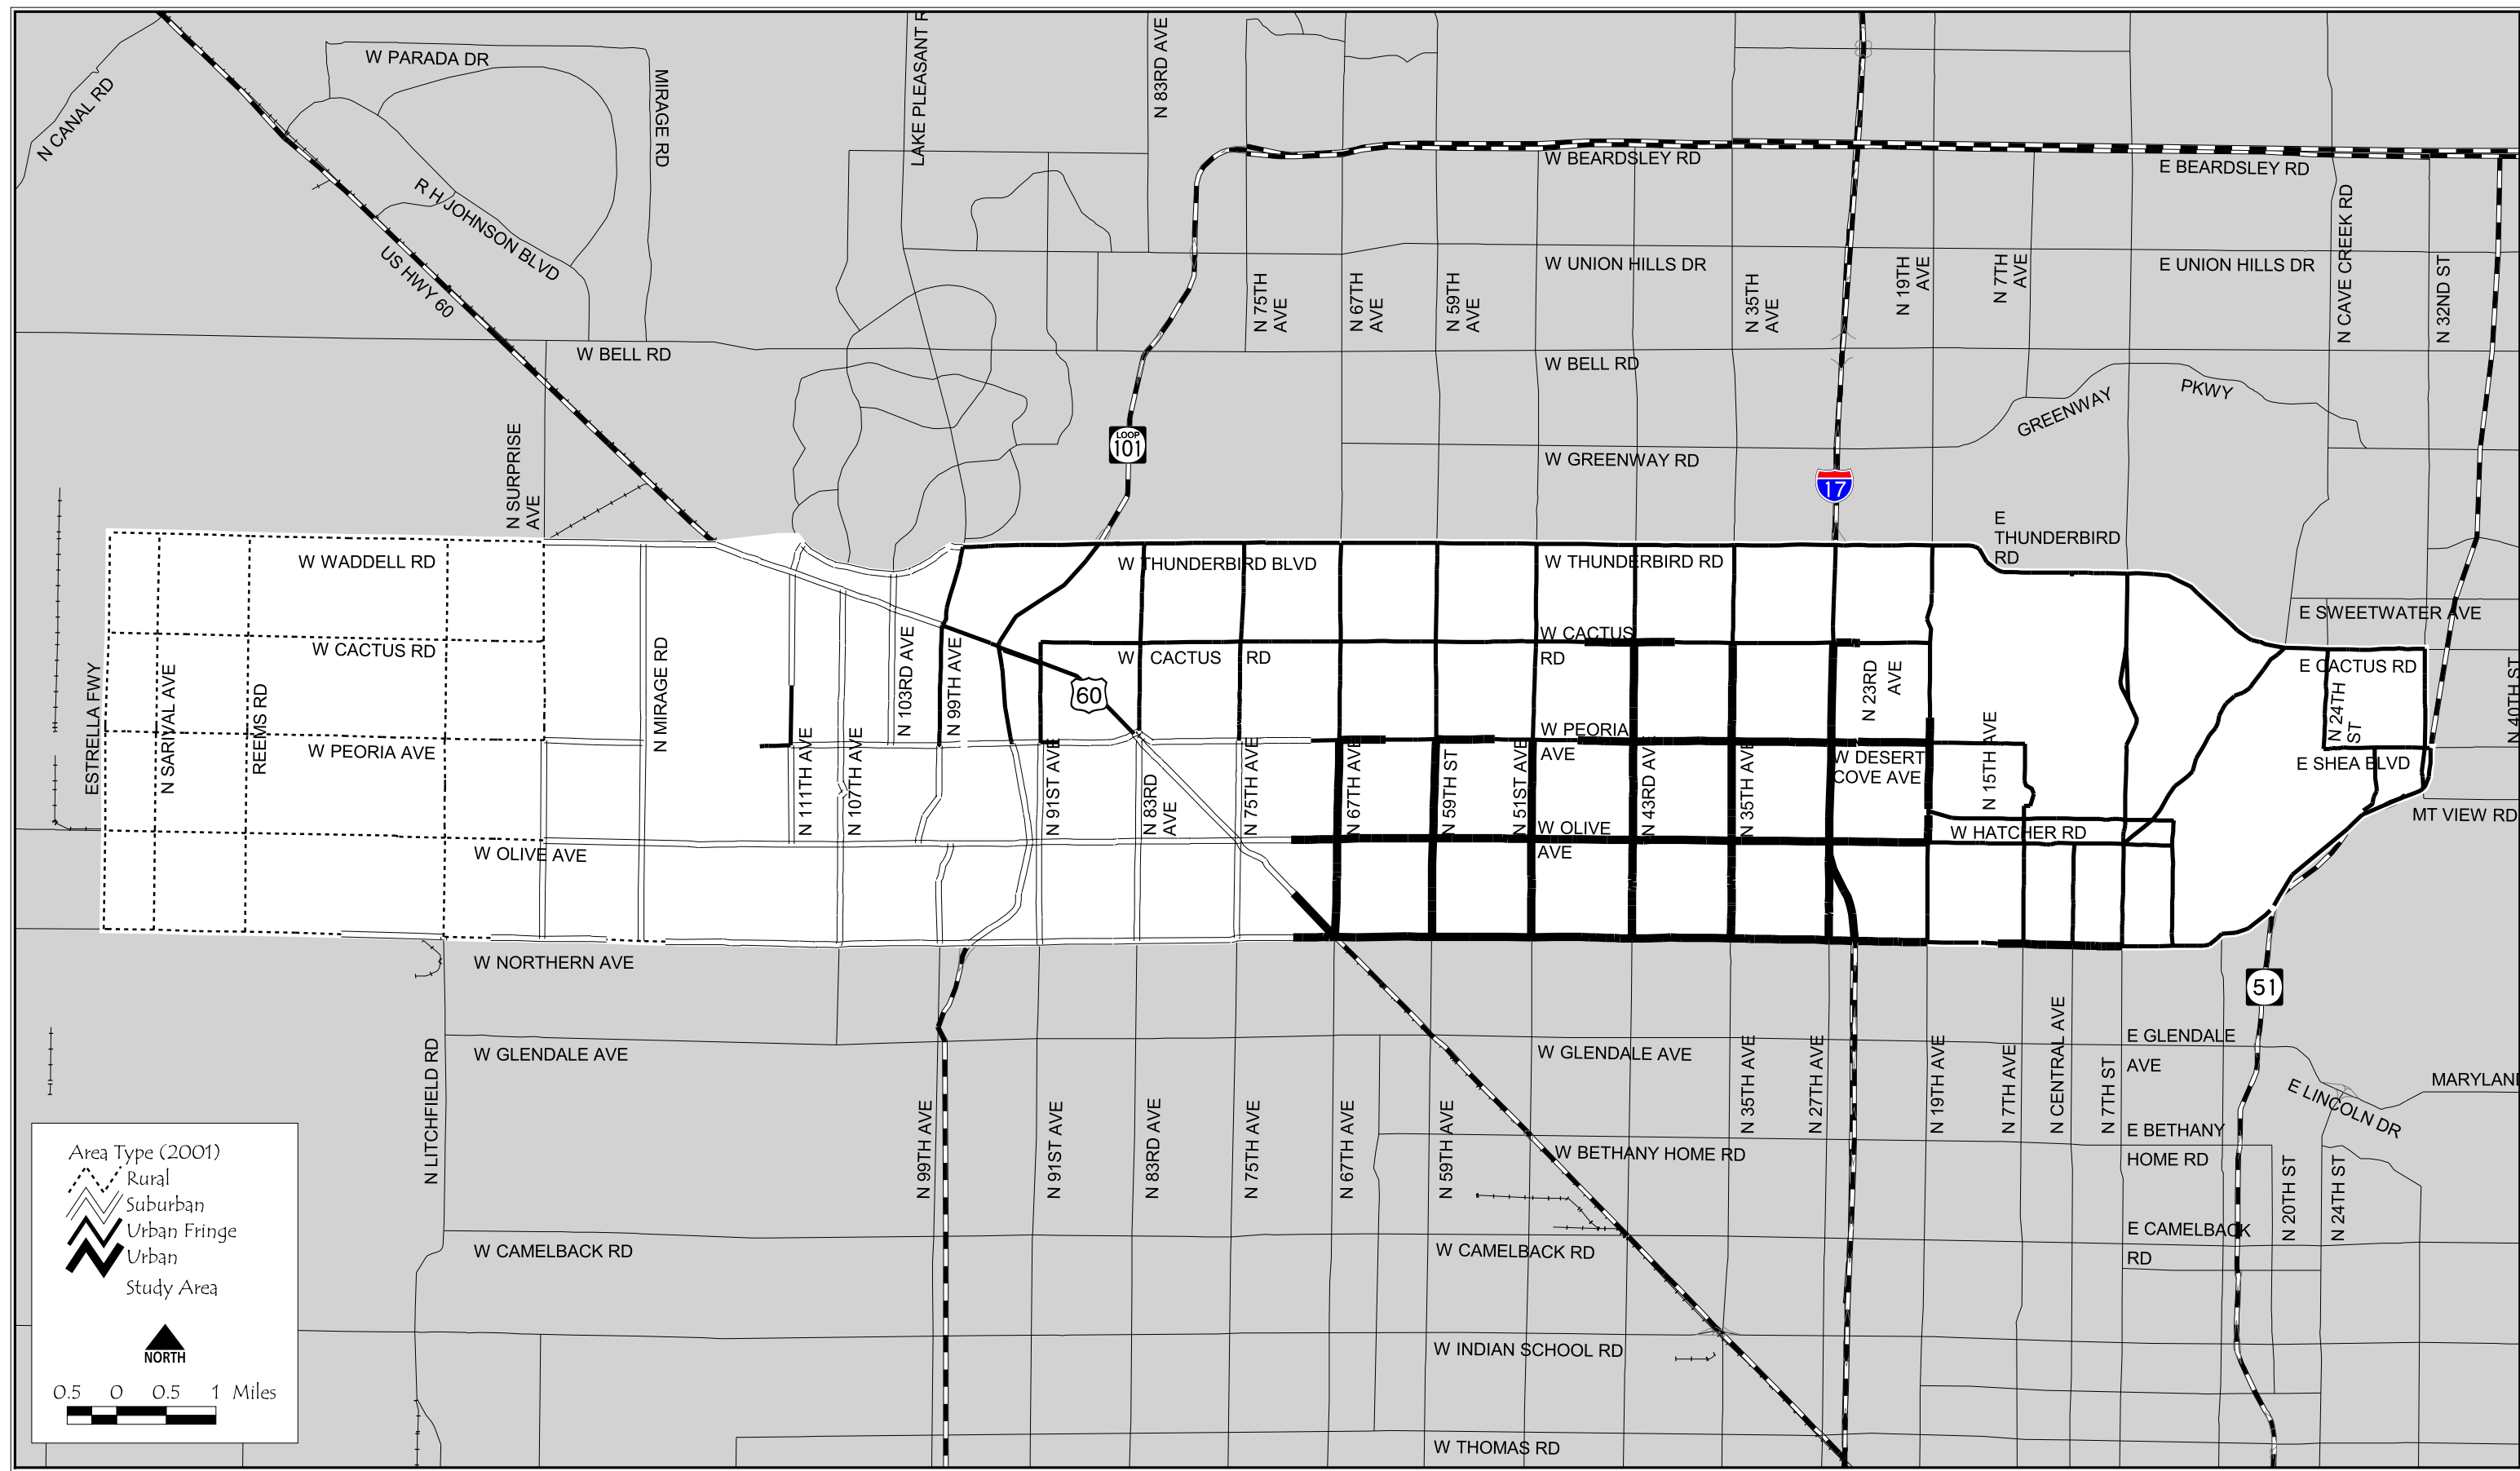 W PARADA DR
N CANAL RD
MIRAGE RD
LAKE PLEASANT R
N 83RD AVE
R H JOHNSON BLVD
US HWY 60
W BEARDSLEY RD
E BEARDSLEY RD
W UNION HILLS DR
E UNION HILLS DR
N 75TH
AVE
N 67TH
AVE
N 59TH
AVE
N 35TH
AVE
N 19TH
AVE
N 7TH
AVE
N CAVE CREEK RD
N 32ND ST
W BELL RD
W BELL RD
GREENWAY
PKWY
LOOP
101
W GREENWAY RD
17
N SURPRISE
AVE
E
THUNDERBIRD
RD
W WADDELL RD
W THUNDERBIRD BLVD
W THUNDERBIRD RD
E SWEETWATER AVE
W CACTUS RD
W CACTUS RD
W CACTUS
RD
E CACTUS RD
ESTRELLA FWY
N SARIVAL AVE
REEMS RD
N MIRAGE RD
N 103RD AVE
N 99TH AVE
60
N 23RD
AVE
N 24TH
ST
N 40TH ST
W PEORIA AVE
W PEORIA
AVE
W DESERT
COVE AVE
N 15TH AVE
E SHEA BLVD
N 111TH AVE
N 107TH AVE
N 91ST AVE
N 83RD
AVE
N 75TH AVE
N 67TH AVE
N 59TH ST
N 51ST AVE
N 43RD AVE
N 35TH AVE
MT VIEW RD
W OLIVE AVE
W OLIVE
AVE
W HATCHER RD
W NORTHERN AVE
51
N LITCHFIELD RD
W GLENDALE AVE
W GLENDALE AVE
E GLENDALE
AVE
N 35TH AVE
N 27TH AVE
N 19TH AVE
N 7TH AVE
N CENTRAL AVE
N 7TH ST
E LINCOLN DR
MARYLAN
N 99TH AVE
N 91ST AVE
N 83RD AVE
N 75TH AVE
N 67TH AVE
N 59TH AVE
W BETHANY HOME RD
E BETHANY
HOME RD
N 20TH ST
N 24TH ST
W CAMELBACK RD
W CAMELBACK RD
E CAMELBACK
RD
W INDIAN SCHOOL RD
W THOMAS RD
Area Type (2001)
Rural
Suburban
Urban Fringe
Urban
Study Area
NORTH
0.5 0 0.5 1 Miles